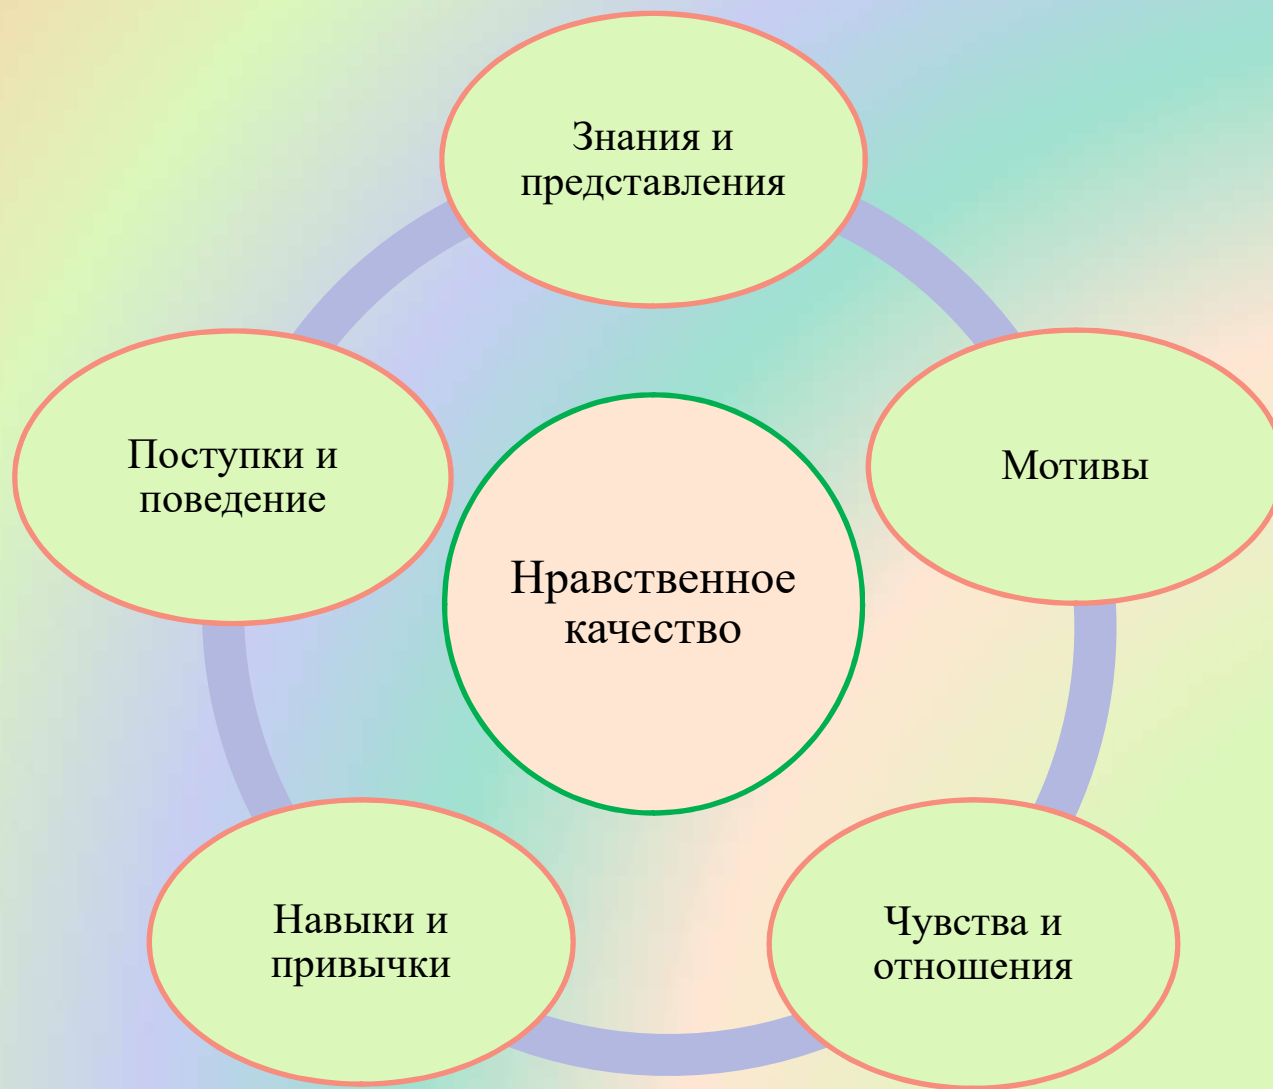 Знания и
представления
Мотивы
Чувства и
отношения
Навыки и
привычки
Поступки и
поведение
Нравственное
качество